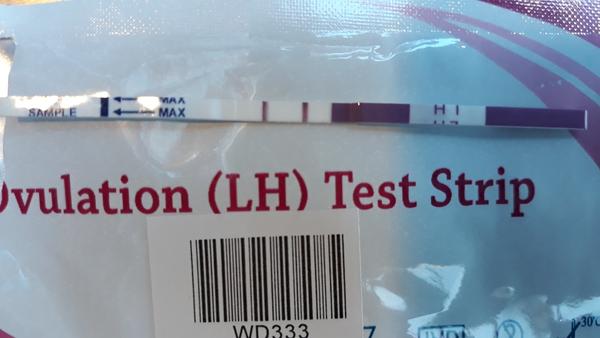 MAX
SAMPLE MAX
Ovulation (LH) Test Strip
WD333